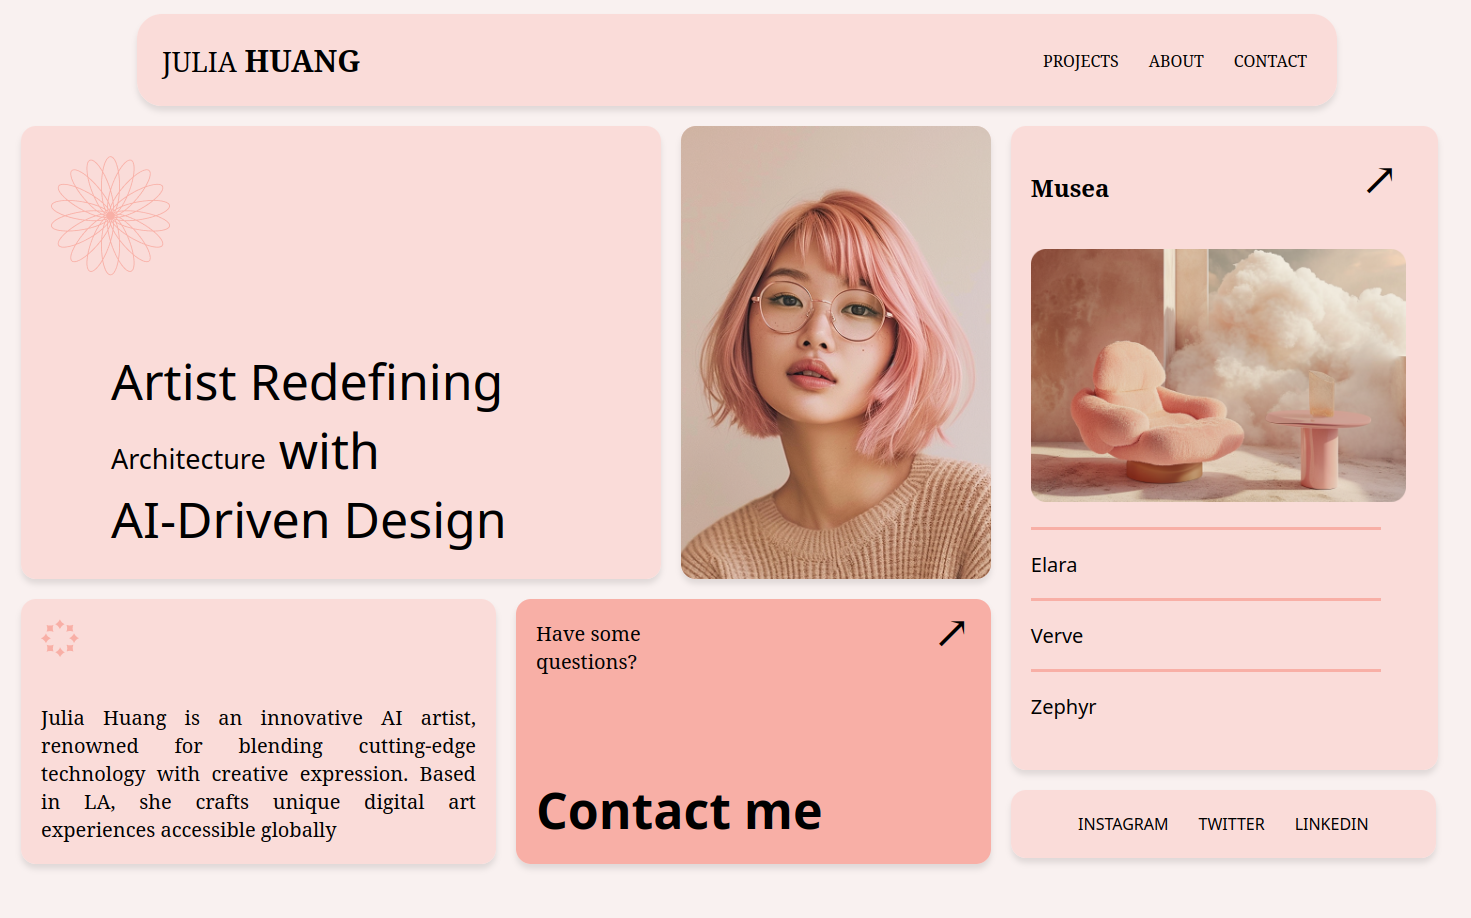 JULIA HUANG
PROJECTS ABOUT CONTACT
Artist Redefining
Architecture with
AI-Driven Design
Musea
Elara
Verve
Zephyr
Julia Huang is an innovative AI artist,
renowned for blending cutting-edge
technology with creative expression. Based
in LA, she crafts unique digital art
experiences accessible globally
Have some
questions?
Contact me
INSTAGRAM TWITTER LINKEDIN